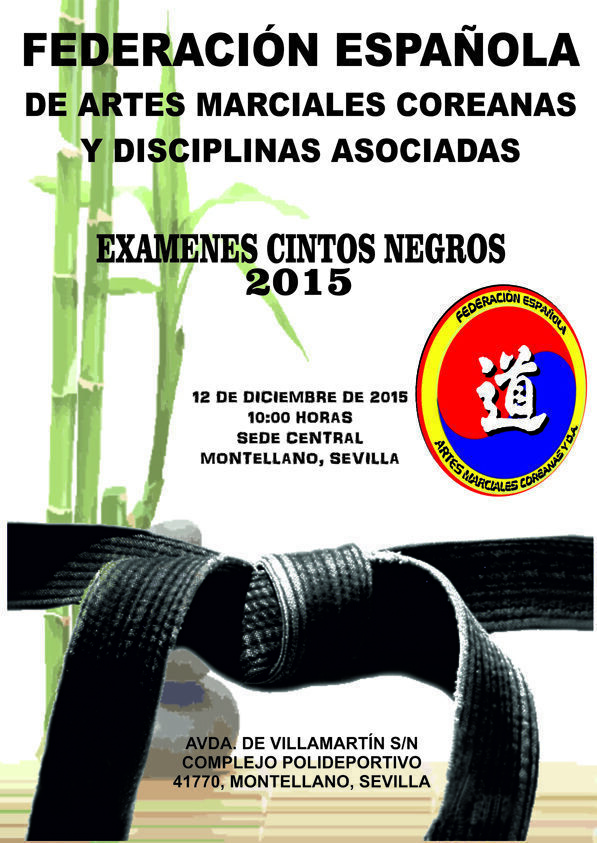 FEDERACIÓN ESPAÑOLA
DE ARTES MARCIALES COREANAS
Y DISCIPLINAS ASOCIADAS
EXAMENES CINTOS NEGROS
2015
FEDERACIÓN ESPAÑOLA
道
ARTES MARCIALES COREANAS Y D.A.
12 DE DICIEMBRE DE 2015
10:00 HORAS
SEDE CENTRAL
MONTELLANO, SEVILLA
AVDA. DE VILLAMARTÍN S/N
COMPLEJO POLIDEPORTIVO
41770, MONTELLANO, SEVILLA